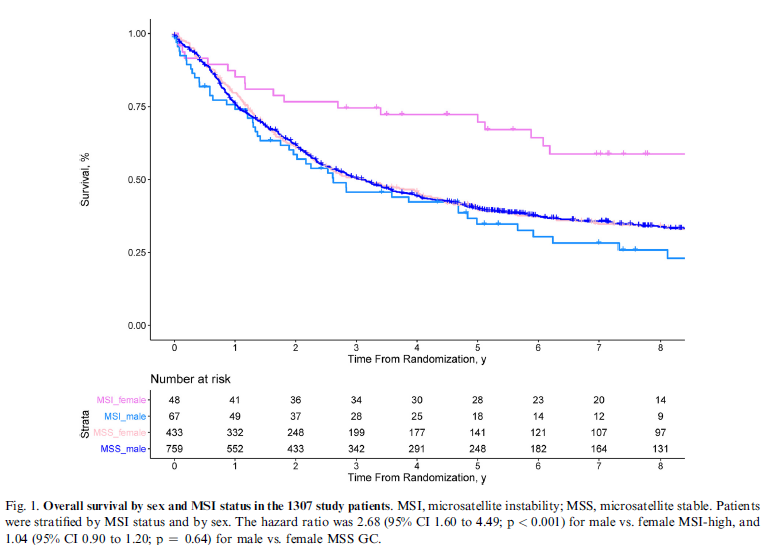 1.00
0.75
0.50
0.25
0.00
Survival, %
0 1 2 3 4 5 6 7 8
Time From Randomization, y
Number at risk
Strata
MSI_female 48 41 36 34 30 28 23 20 14
MSI_male 67 49 37 28 25 18 14 12 9
MSS_female 433 332 248 199 177 141 121 107 97
MSS_male 759 552 433 342 291 248 182 164 131
0 1 2 3 4 5 6 7 8
Time From Randomization, y
Fig. 1. Overall survival by sex and MSI status in the 1307 study patients. MSI, microsatellite instability; MSS, microsatellite stable. Patients
were stratified by MSI status and by sex. The hazard ratio was 2.68 (95% CI 1.60 to 4.49; p < 0.001) for male vs. female MSI-high, and
1.04 (95% CI 0.90 to 1.20; p = 0.64) for male vs. female MSS GC.